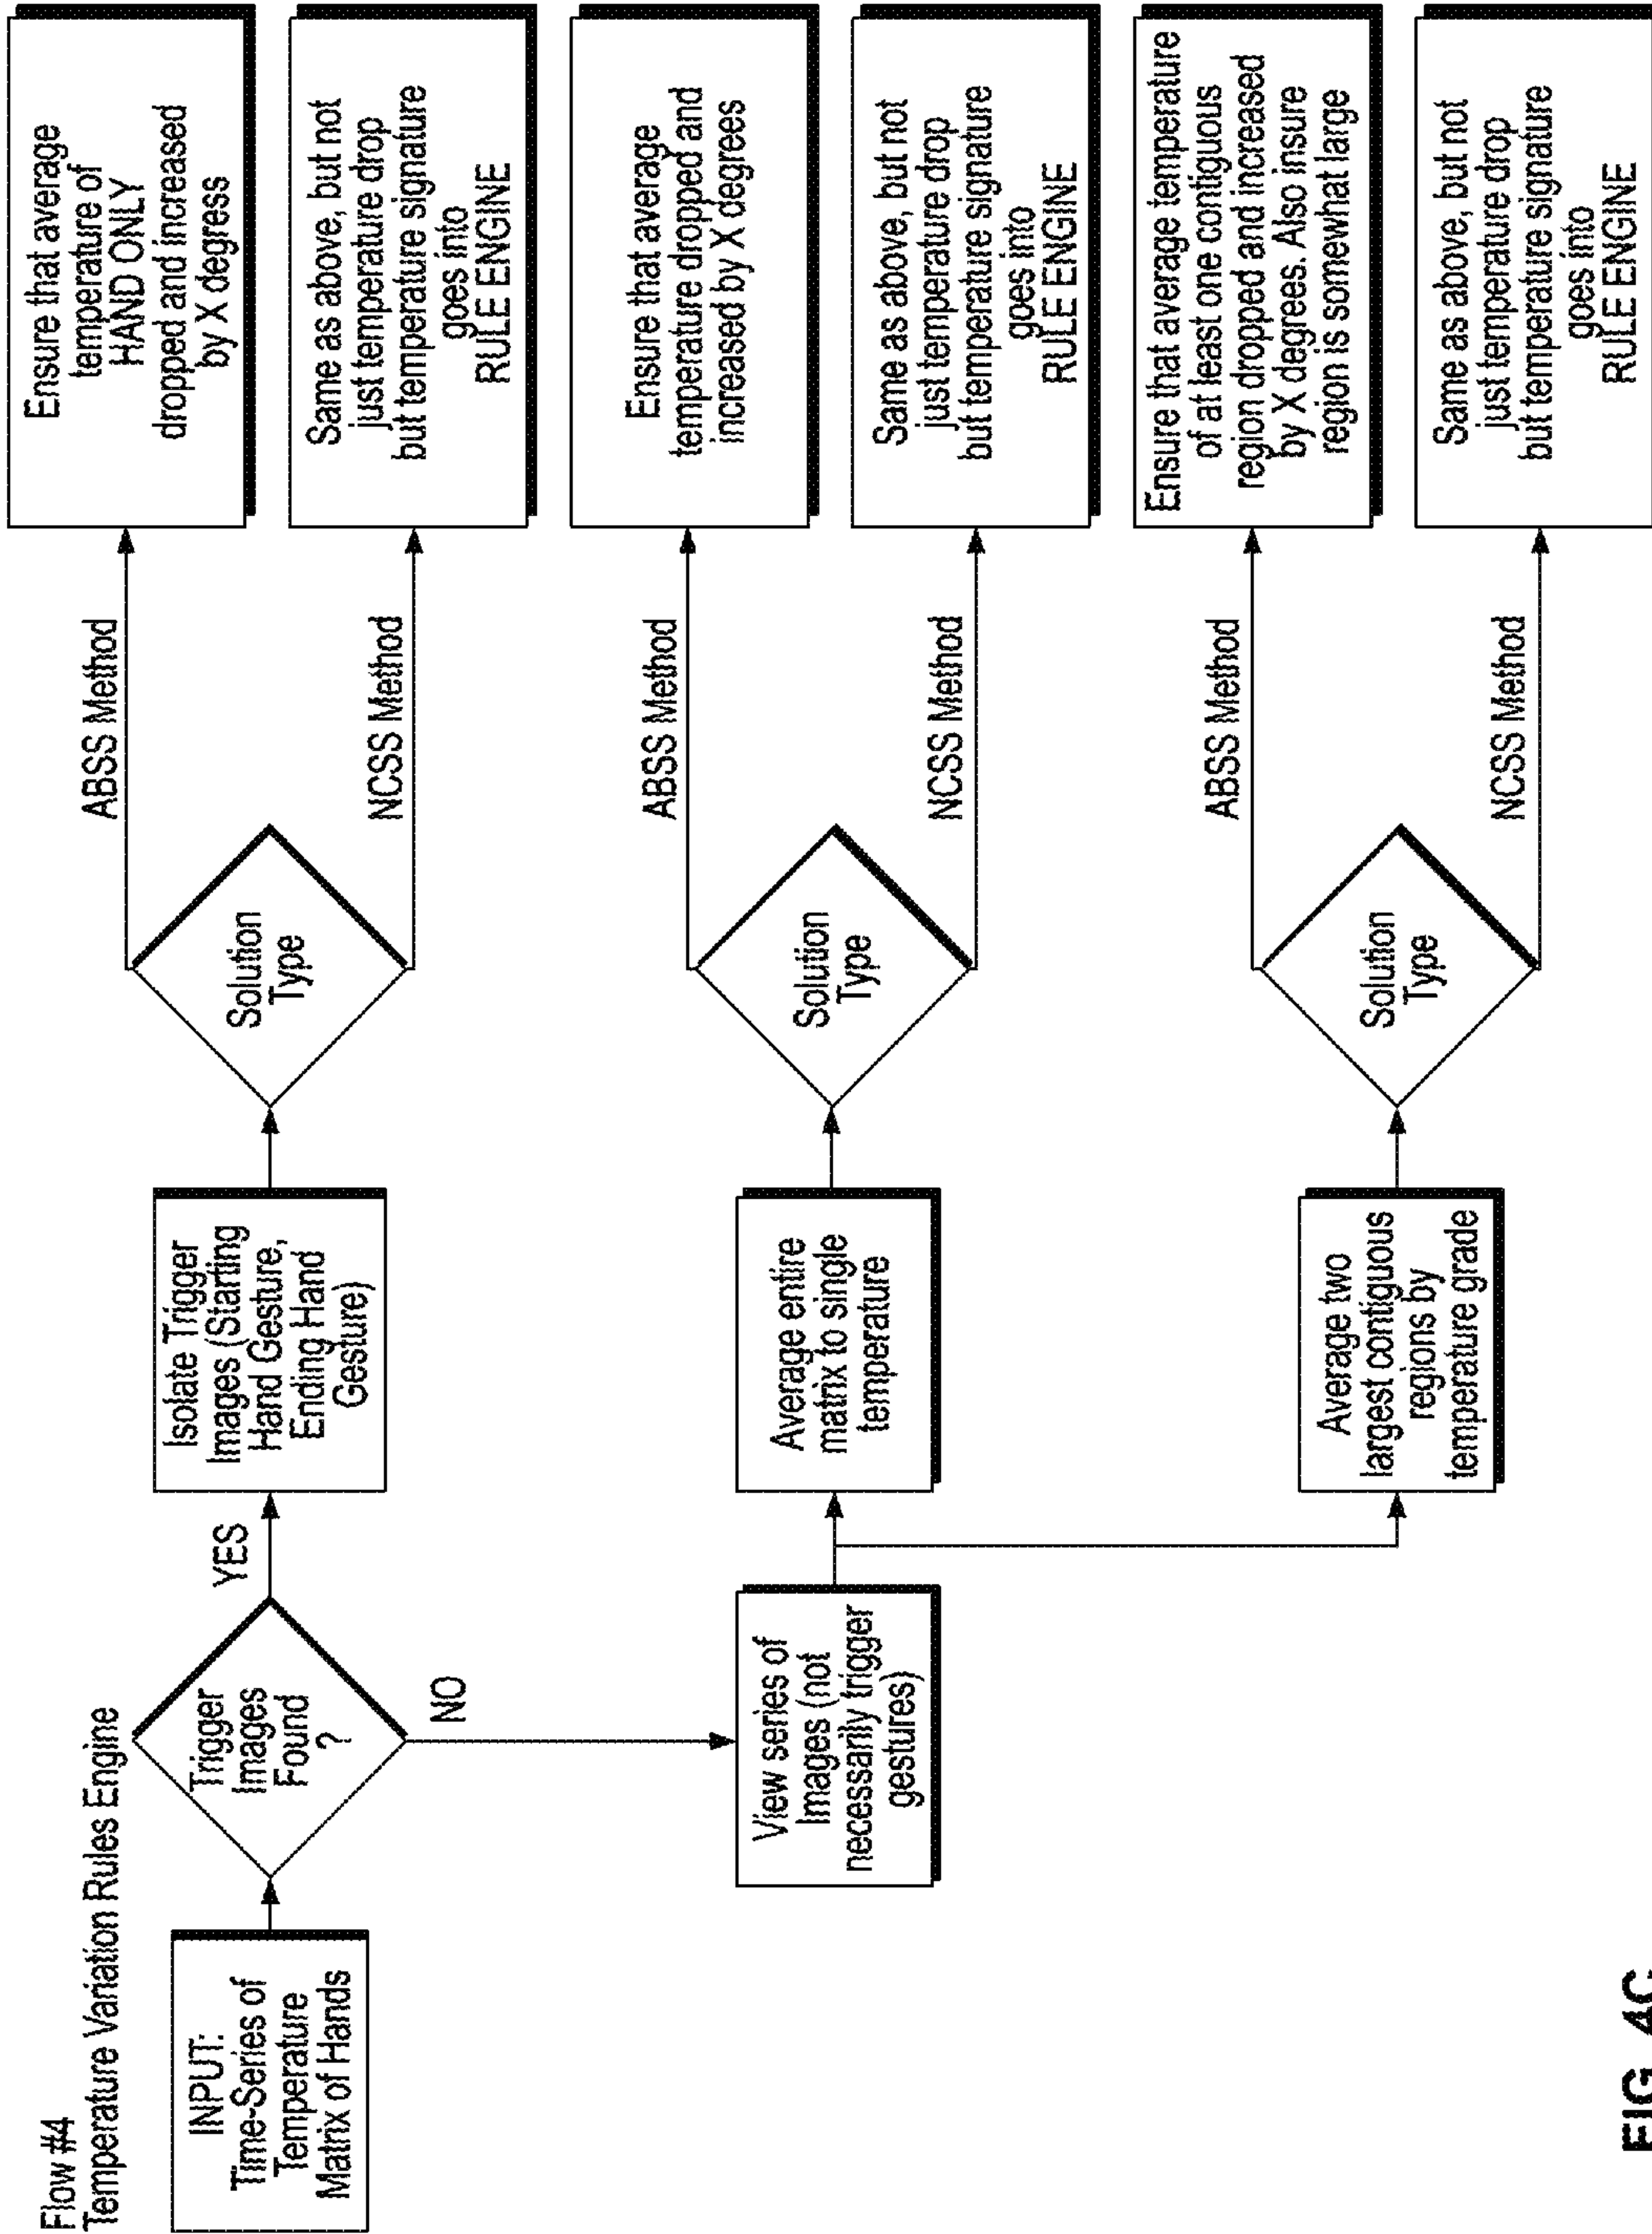 Flow #4
Temperature Variation Rules Engine
INPUT:
Time-Series of
Temperature
Matrix of Hands
Trigger
Images
Found
?
YES
NO
Isolate Trigger
Images (Starting
Hand Gesture,
Ending Hand
Gesture)
Solution
Type
ABSS Method
NCSS Method
Ensure that average
temperature of
HAND ONLY
dropped and increased
by X degress
Same as above, but not
just temperature drop
but temperature signature
goes into
RULE ENGINE
View series of
Images (not
necessarily trigger
gestures)
Average entire
matrix to single
temperature
Solution
Type
ABSS Method
NCSS Method
Ensure that average
temperature dropped and
increased by X degrees
Same as above, but not
just temperature drop
but temperature signature
goes into
RULE ENGINE
Average two
largest contiguous
regions by
temperature grade
Solution
Type
ABSS Method
NCSS Method
Ensure that average temperature
of at least one contiguous
region dropped and increased
by X degrees. Also insure
region is somewhat large
Same as above, but not
just temperature drop
but temperature signature
goes into
RULE ENGINE
FIG. 4C